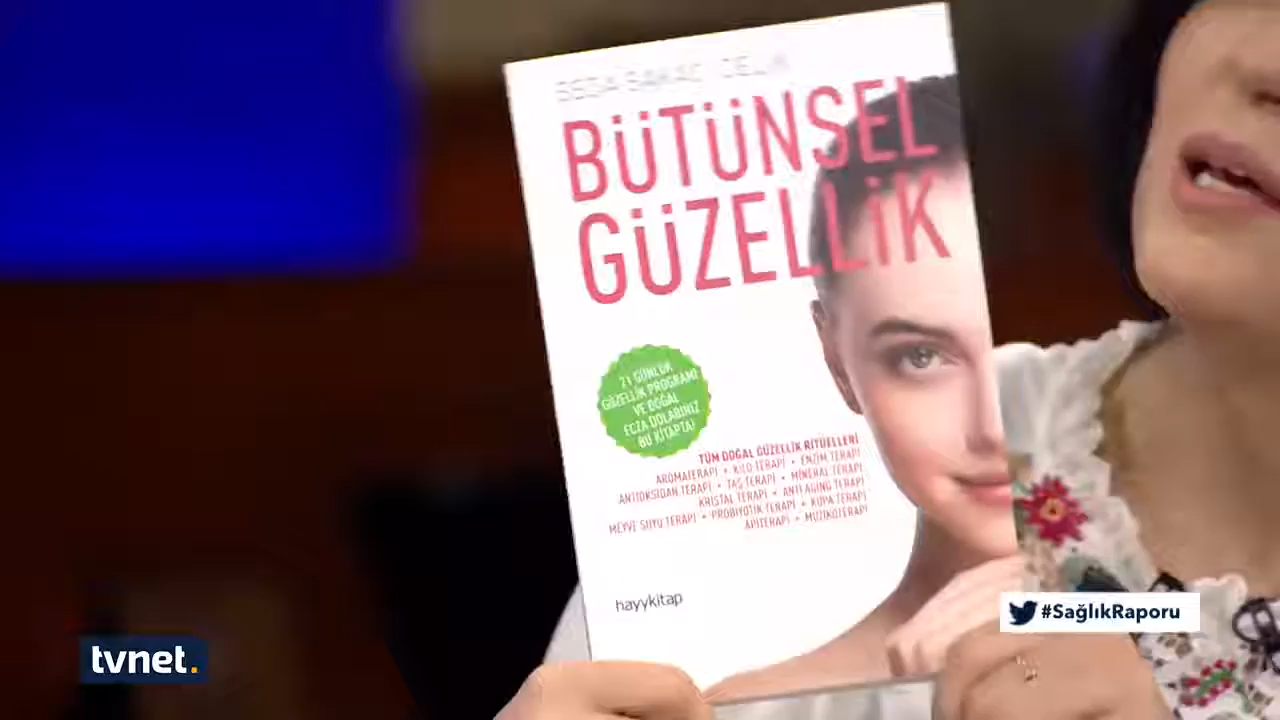 BÜTÜNSEL
GÜZELLİK
21 GÜNLÜK
GÜZELLİK PROGRAMI
VE DOĞAL
ECZA DOLABINIZ
BU KİTAPTA!
TÜM DOĞAL GÜZELLİK RİTÜELLERİ
AROMATERAPİ • KİLO TERAPİ • ENZİM TERAPİ
ANTİOKSİDAN TERAPİ • TAŞ TERAPİ • MİNERAL TERAPİ
KRİSTAL TERAPİ • ANTİ AGING TERAPİ
MEYVE SUYU TERAPİ • PROBİYOTİK TERAPİ • KUPA TERAPİ
APİTERAPİ • MÜZİKOTERAPİ
hayykitap
#SağlıkRaporu
tvnet.